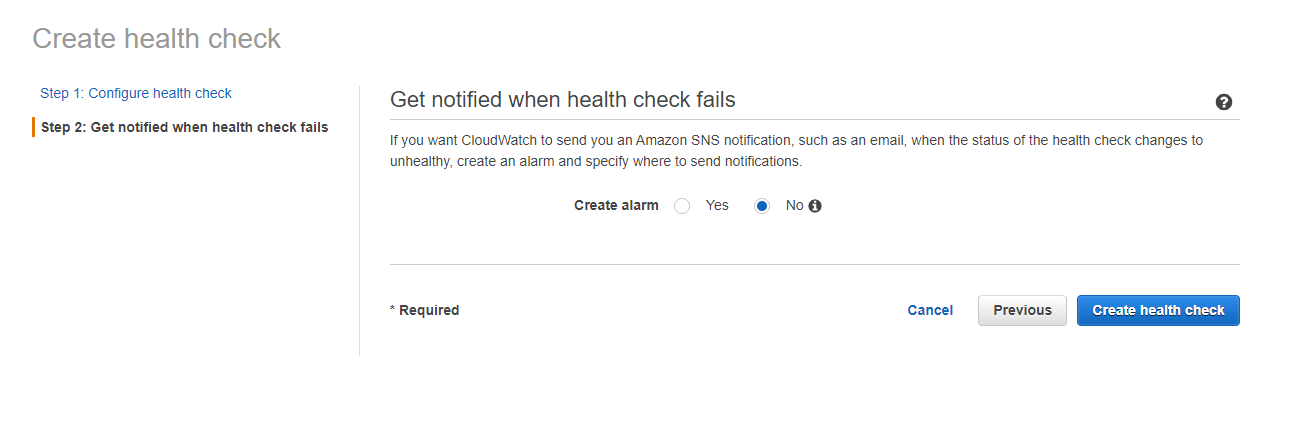 Create health check
Step 1: Configure health check
Step 2: Get notified when health check fails
Get notified when health check fails
If you want CloudWatch to send you an Amazon SNS notification, such as an email, when the status of the health check changes to
unhealthy, create an alarm and specify where to send notifications.
Create alarm Yes No
* Required Cancel Previous Create health check